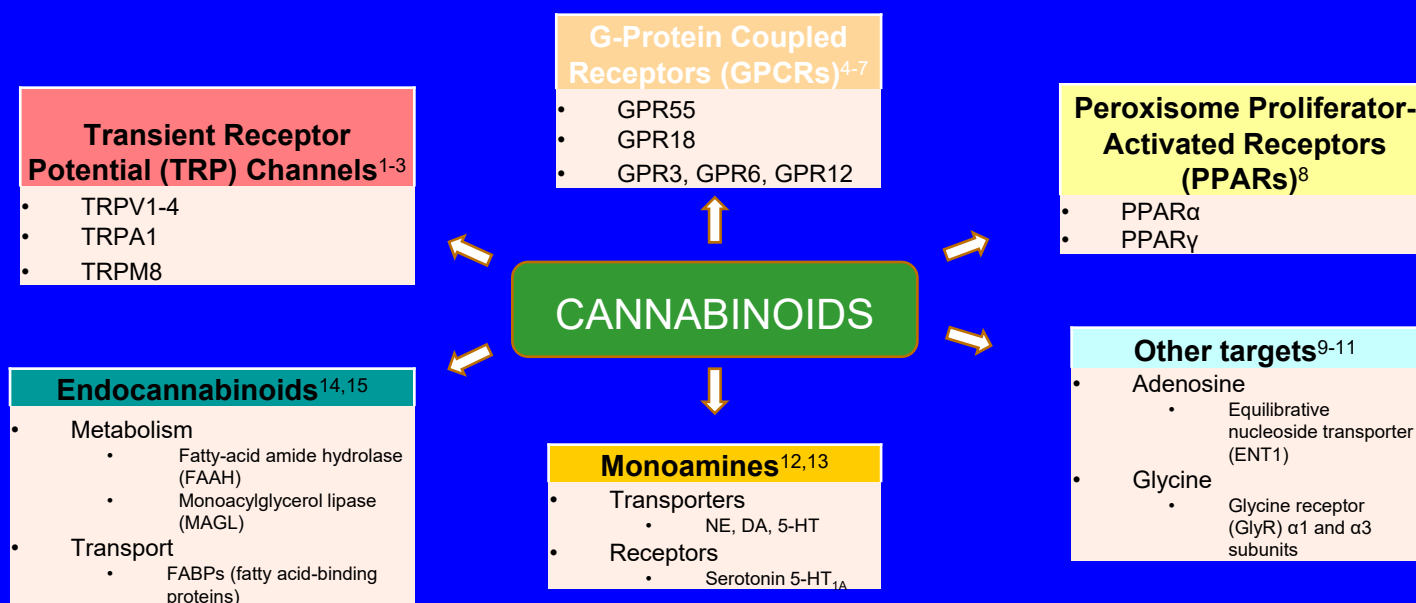 G-Protein Coupled
Receptors (GPCRs)4-7
• GPR55
• GPR18
• GPR3, GPR6, GPR12
Transient Receptor
Potential (TRP) Channels1-3
• TRPV1-4
• TRPA1
• TRPM8
Peroxisome Proliferator-
Activated Receptors
(PPARs)8
• PPARα
• PPARγ
CANNABINOIDS
Endocannabinoids14,15
• Metabolism
• Fatty-acid amide hydrolase
(FAAH)
• Monoacylglycerol lipase
(MAGL)
• Transport
• FABPs (fatty acid-binding
proteins)
Monoamines12,13
• Transporters
• NE, DA, 5-HT
• Receptors
• Serotonin 5-HT1A
Other targets9-11
• Adenosine
• Equilibrative
nucleoside transporter
(ENT1)
• Glycine
• Glycine receptor
(GlyR) α1 and α3
subunits